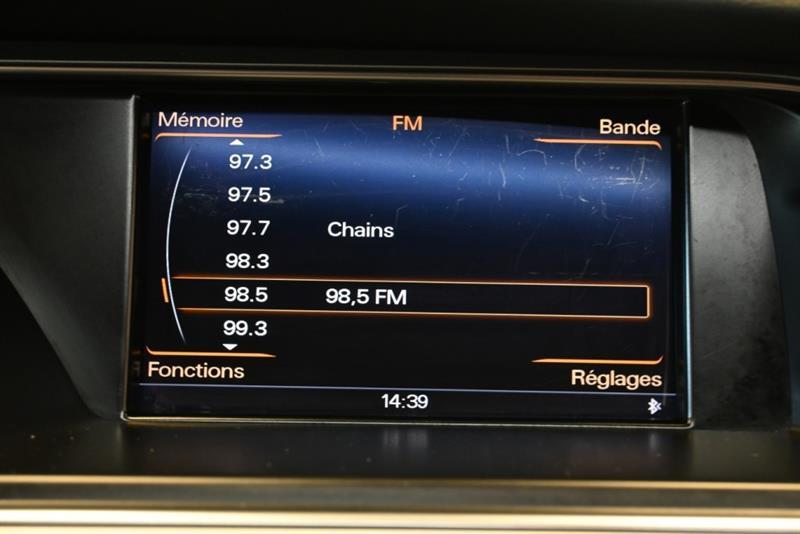 Mémoire FM Bande
97.3
97.5
97.7 Chains
98.3
98.5 98,5 FM
99.3
Fonctions Réglages
14:39